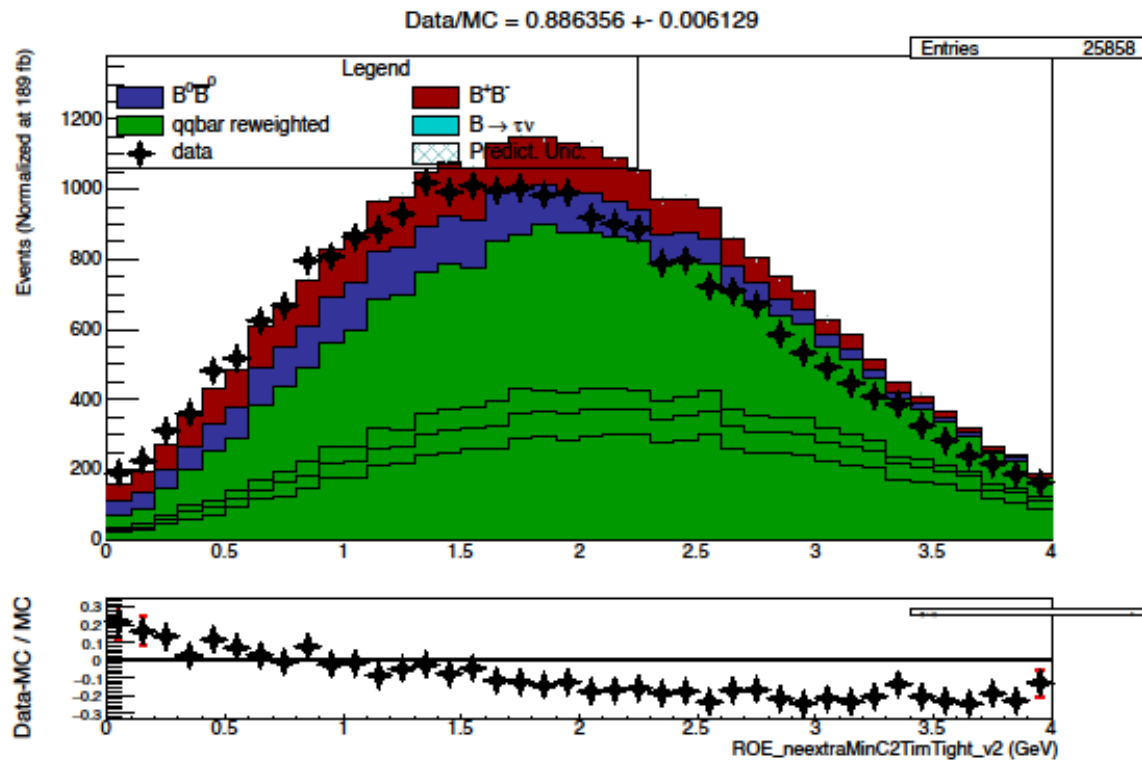 Data/MC = 0.886356 +- 0.006129
Entries 25858
Legend
B⁰B̅⁰ B⁺B⁻
qqbar reweighted B → τν
data Predict. Unc.
Events (Normalized at 189 fb)
1200
1000
800
600
400
200
0
0 0.5 1 1.5 2 2.5 3 3.5 4
Data-MC / MC
0.3
0.2
0.1
0
-0.1
-0.2
-0.3
0 0.5 1 1.5 2 2.5 3 3.5 4
ROE_neextraMinC2TimTight_v2 (GeV)